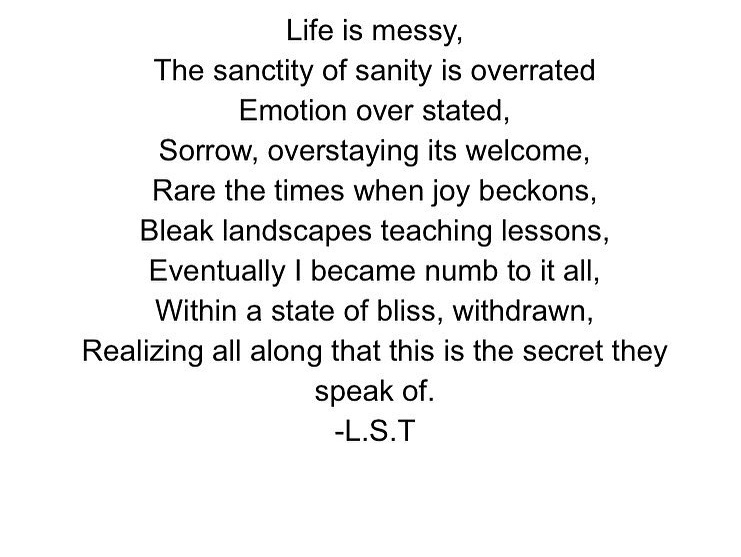 Life is messy,
The sanctity of sanity is overrated
Emotion over stated,
Sorrow, overstaying its welcome,
Rare the times when joy beckons,
Bleak landscapes teaching lessons,
Eventually I became numb to it all,
Within a state of bliss, withdrawn,
Realizing all along that this is the secret they
speak of.
-L.S.T